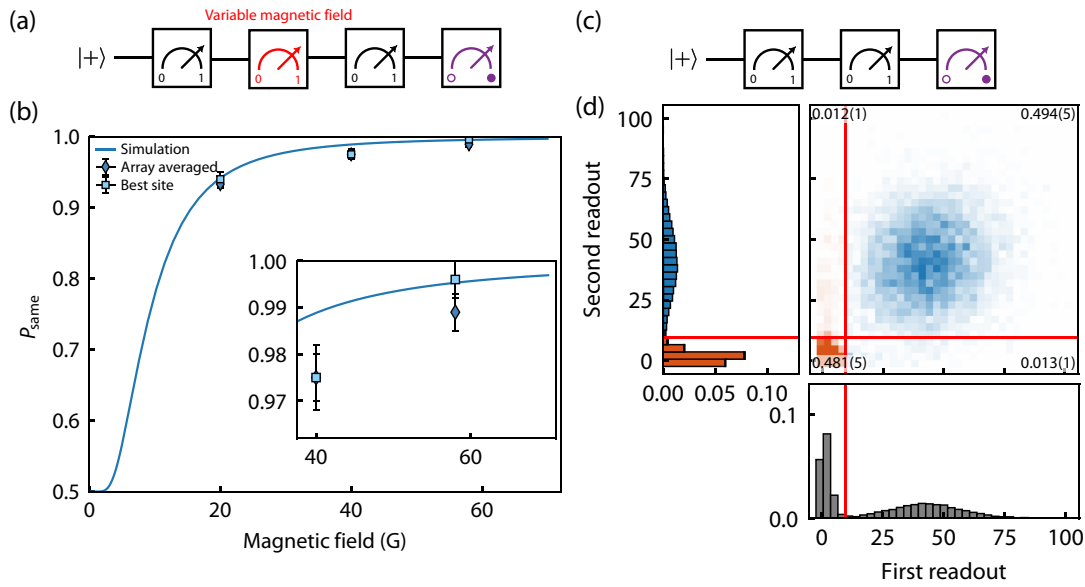 (a)
Variable magnetic field
|+⟩
0 1
0 1
0 1
(b)
1.0
0.9
0.8
0.7
0.6
0.5
P_same
Simulation
Array averaged
Best site
1.00
0.99
0.98
0.97
40
60
0 20 40 60
Magnetic field (G)
(c)
|+⟩
0 1
0 1
(d)
100
75
50
25
0
Second readout
0.00 0.05 0.10
0.012(1)
0.494(5)
0.481(5)
0.013(1)
0.1
0.0
0 25 50 75 100
First readout